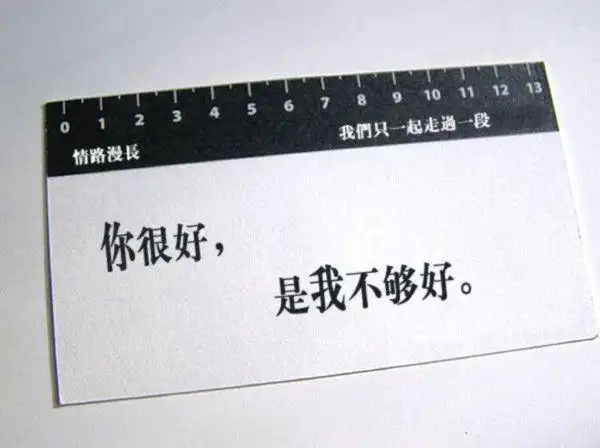 0 1 2 3 4 5 6 7 8 9 10 11 12 13
情路漫長
我們只一起走過一段
你很好，
是我不够好。